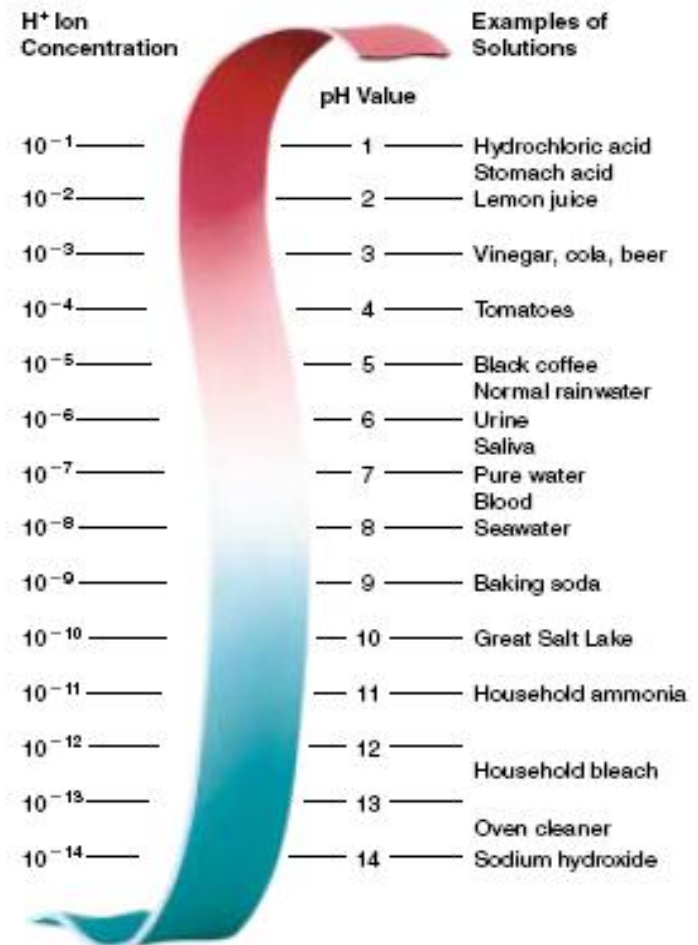 H⁺ Ion
Concentration
Examples of
Solutions
pH Value
10⁻¹ 1 Hydrochloric acid
Stomach acid
10⁻² 2 Lemon juice
10⁻³ 3 Vinegar, cola, beer
10⁻⁴ 4 Tomatoes
10⁻⁵ 5 Black coffee
Normal rainwater
10⁻⁶ 6 Urine
Saliva
10⁻⁷ 7 Pure water
Blood
10⁻⁸ 8 Seawater
10⁻⁹ 9 Baking soda
10⁻¹⁰ 10 Great Salt Lake
10⁻¹¹ 11 Household ammonia
10⁻¹² 12
Household bleach
10⁻¹³ 13
Oven cleaner
10⁻¹⁴ 14 Sodium hydroxide